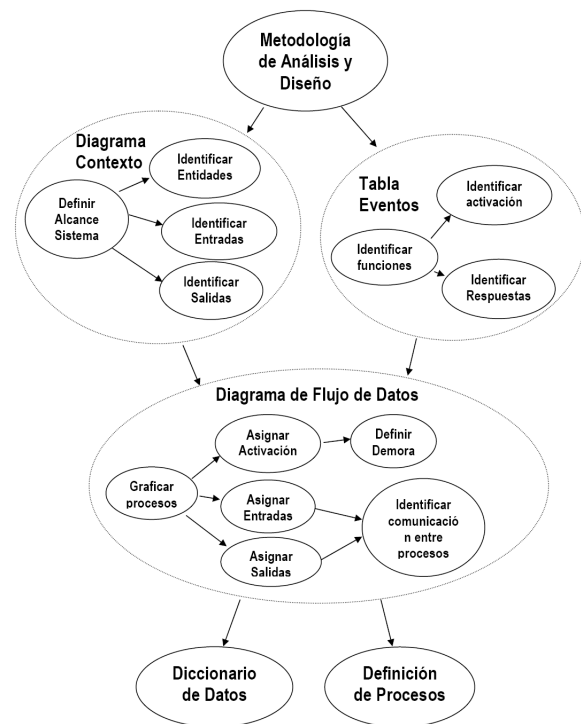 Metodología
de Análisis y
Diseño
Diagrama
Contexto
Identificar
Entidades
Definir
Alcance
Sistema
Identificar
Entradas
Identificar
Salidas
Tabla
Eventos
Identificar
activación
Identificar
funciones
Identificar
Respuestas
Diagrama de Flujo de Datos
Asignar
Activación
Definir
Demora
Graficar
procesos
Asignar
Entradas
Identificar
comunicació
n entre
procesos
Asignar
Salidas
Diccionario
de Datos
Definición
de Procesos